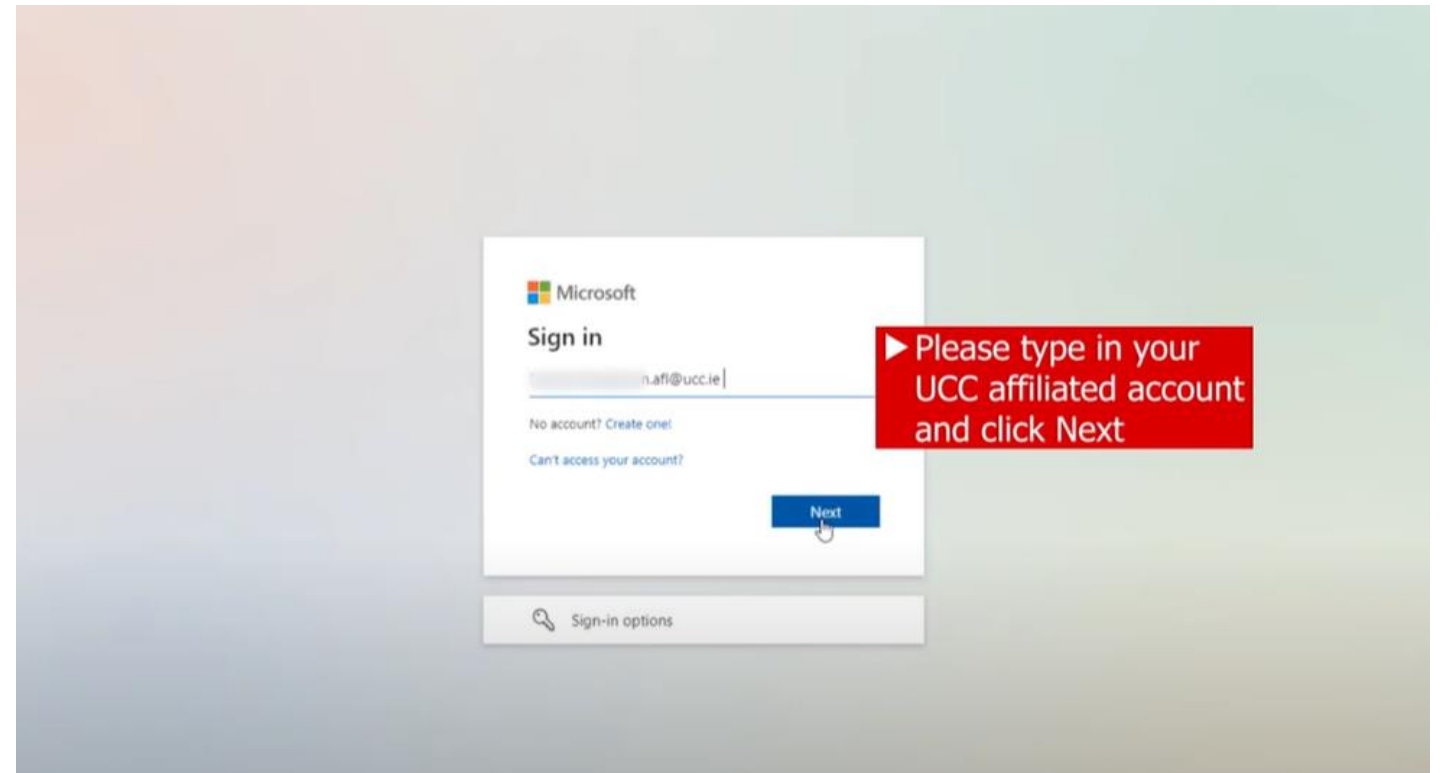 Microsoft
Sign in
.afl@ucc.ie
No account? Create one!
Can't access your account?
Next
Sign-in options
Please type in your
UCC affiliated account
and click Next